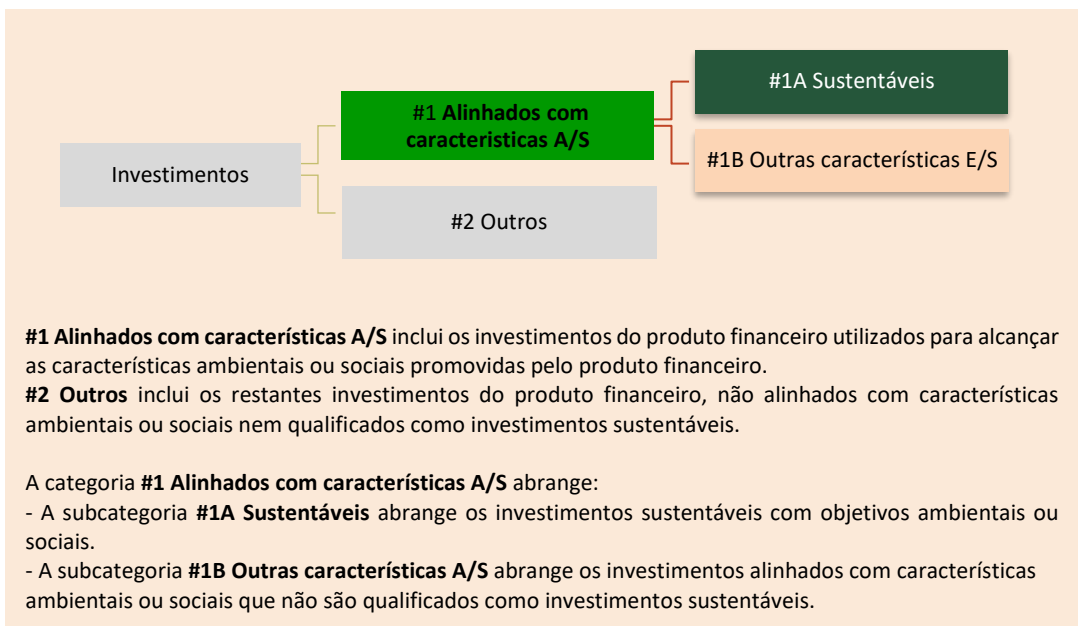 #1A Sustentáveis
#1 Alinhados com
caracteristicas A/S
#1B Outras características E/S
Investimentos
#2 Outros
#1 Alinhados com características A/S inclui os investimentos do produto financeiro utilizados para alcançar
as características ambientais ou sociais promovidas pelo produto financeiro.
#2 Outros inclui os restantes investimentos do produto financeiro, não alinhados com características
ambientais ou sociais nem qualificados como investimentos sustentáveis.
A categoria #1 Alinhados com características A/S abrange:
- A subcategoria #1A Sustentáveis abrange os investimentos sustentáveis com objetivos ambientais ou
sociais.
- A subcategoria #1B Outras características A/S abrange os investimentos alinhados com características
ambientais ou sociais que não são qualificados como investimentos sustentáveis.